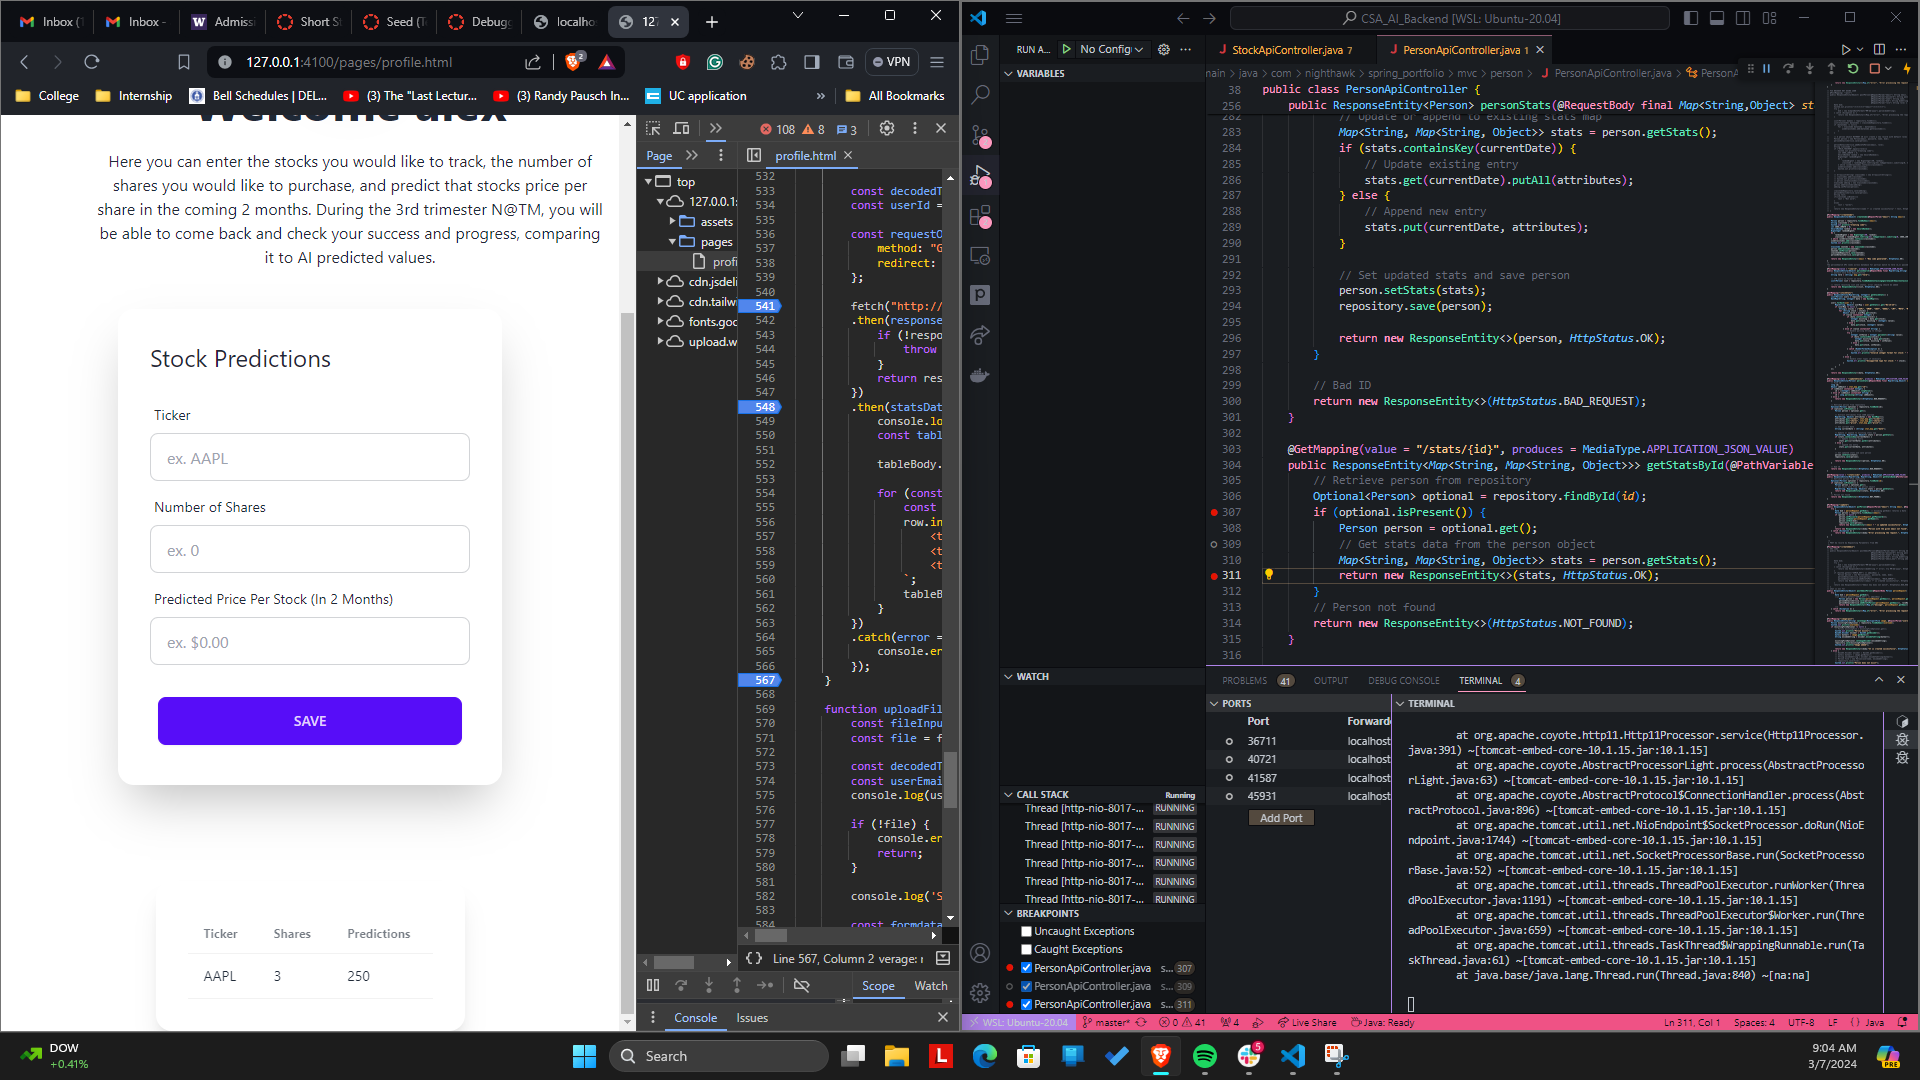 Inbox (1
Inbox -
Admiss
Short St
Seed (Te
Debugg
localho
127
127.0.0.1:4100/pages/profile.html
2
VPN
College
Internship
Bell Schedules | DEL...
(3) The "Last Lectur...
(3) Randy Pausch In...
UC application
»
All Bookmarks
Welcome alex
Here you can enter the stocks you would like to track, the number of
shares you would like to purchase, and predict that stocks price per
share in the coming 2 months. During the 3rd trimester N@TM, you will
be able to come back and check your success and progress, comparing
it to AI predicted values.
Stock Predictions
Ticker
ex. AAPL
Number of Shares
ex. 0
Predicted Price Per Stock (In 2 Months)
ex. $0.00
SAVE
Ticker Shares Predictions
AAPL 3 250
108 8 3
Page
profile.html
top
127.0.0.1:
assets
pages
profi
cdn.jsdeli
cdn.tailw
fonts.goo
upload.w
532
533 const decodedT
534 const userId =
535
536 const requestO
537 method: "G
538 redirect:
539 };
540
541 fetch("http://
542 .then(response
543 if (!respo
544 throw
545 }
546 return res
547 })
548 .then(statsDat
549 console.lo
550 const tabl
551
552 tableBody.
553
554 for (const
555 const
556 row.in
557 <t
558 <t
559 <t
560 `;
561 tableB
562 }
563 })
564 .catch(error =
565 console.er
566 });
567 }
568
569 function uploadFil
570 const fileInpu
571 const file = f
572
573 const decodedT
574 const userEmai
575 console.log(us
576
577 if (!file) {
578 console.er
579 return;
580 }
581
582 console.log('S
583
584 const formdata
Line 567, Column 2
Scope
Watch
Console
Issues
CSA_AI_Backend [WSL: Ubuntu-20.04]
RUN A...
No Config
StockApiController.java 7
PersonApiController.java 1
main > java > com > nighthawk > spring_portfolio > mvc > person > PersonApiController.java > PersonA
VARIABLES
38 public class PersonApiController {
256 public ResponseEntity<Person> personStats(@RequestBody final Map<String,Object> st
282 // Update or append to existing stats map
283 Map<String, Map<String, Object>> stats = person.getStats();
284 if (stats.containsKey(currentDate)) {
285 // Update existing entry
286 stats.get(currentDate).putAll(attributes);
287 } else {
288 // Append new entry
289 stats.put(currentDate, attributes);
290 }
291
292 // Set updated stats and save person
293 person.setStats(stats);
294 repository.save(person);
295
296 return new ResponseEntity<>(person, HttpStatus.OK);
297 }
298
299 // Bad ID
300 return new ResponseEntity<>(HttpStatus.BAD_REQUEST);
301 }
302
303 @GetMapping(value = "/stats/{id}", produces = MediaType.APPLICATION_JSON_VALUE)
304 public ResponseEntity<Map<String, Map<String, Object>>> getStatsById(@PathVariable
305 // Retrieve person from repository
306 Optional<Person> optional = repository.findById(id);
307 if (optional.isPresent()) {
308 Person person = optional.get();
309 // Get stats data from the person object
310 Map<String, Map<String, Object>> stats = person.getStats();
311 return new ResponseEntity<>(stats, HttpStatus.OK);
312 }
313 // Person not found
314 return new ResponseEntity<>(HttpStatus.NOT_FOUND);
315 }
316
WATCH
CALL STACK Running
Thread [http-nio-8017-... RUNNING
Thread [http-nio-8017-... RUNNING
Thread [http-nio-8017-... RUNNING
Thread [http-nio-8017-... RUNNING
Thread [http-nio-8017-... RUNNING
Thread [http-nio-8017-... RUNNING
BREAKPOINTS
Uncaught Exceptions
Caught Exceptions
PersonApiController.java s... 307
PersonApiController.java s... 309
PersonApiController.java s... 311
PROBLEMS 41
OUTPUT
DEBUG CONSOLE
TERMINAL 4
PORTS
Port Forwarde
36711 localhost
40721 localhost
41587 localhost
45931 localhost
Add Port
TERMINAL
at org.apache.coyote.http11.Http11Processor.service(Http11Processor.
java:391) ~[tomcat-embed-core-10.1.15.jar:10.1.15]
at org.apache.coyote.AbstractProcessorLight.process(AbstractProcesso
rLight.java:63) ~[tomcat-embed-core-10.1.15.jar:10.1.15]
at org.apache.coyote.AbstractProtocol$ConnectionHandler.process(Abst
ractProtocol.java:896) ~[tomcat-embed-core-10.1.15.jar:10.1.15]
at org.apache.tomcat.util.net.NioEndpoint$SocketProcessor.doRun(NioE
ndpoint.java:1744) ~[tomcat-embed-core-10.1.15.jar:10.1.15]
at org.apache.tomcat.util.net.SocketProcessorBase.run(SocketProcesso
rBase.java:52) ~[tomcat-embed-core-10.1.15.jar:10.1.15]
at org.apache.tomcat.util.threads.ThreadPoolExecutor.runWorker(Threa
dPoolExecutor.java:1191) ~[tomcat-embed-core-10.1.15.jar:10.1.15]
at org.apache.tomcat.util.threads.ThreadPoolExecutor$Worker.run(Thre
adPoolExecutor.java:659) ~[tomcat-embed-core-10.1.15.jar:10.1.15]
at org.apache.tomcat.util.threads.TaskThread$WrappingRunnable.run(Ta
skThread.java:61) ~[tomcat-embed-core-10.1.15.jar:10.1.15]
at java.base/java.lang.Thread.run(Thread.java:840) ~[na:na]
WSL: Ubuntu-20.04
master*
0 41
4
Live Share
Java: Ready
Ln 311, Col 1
Spaces: 4
UTF-8
LF
{ } Java
DOW
+0.41%
Search
5
9:04 AM
3/7/2024
PRE